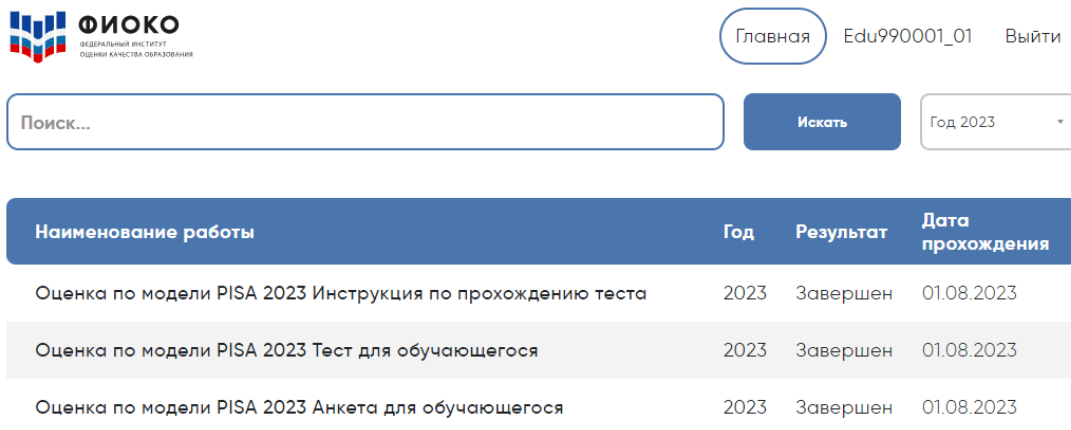 ФИОКО
ФЕДЕРАЛЬНЫЙ ИНСТИТУТ
ОЦЕНКИ КАЧЕСТВА ОБРАЗОВАНИЯ
Главная Edu990001_01 Выйти
Поиск... Искать Год 2023
Наименование работы Год Результат Дата прохождения
Оценка по модели PISA 2023 Инструкция по прохождению теста 2023 Завершен 01.08.2023
Оценка по модели PISA 2023 Тест для обучающегося 2023 Завершен 01.08.2023
Оценка по модели PISA 2023 Анкета для обучающегося 2023 Завершен 01.08.2023